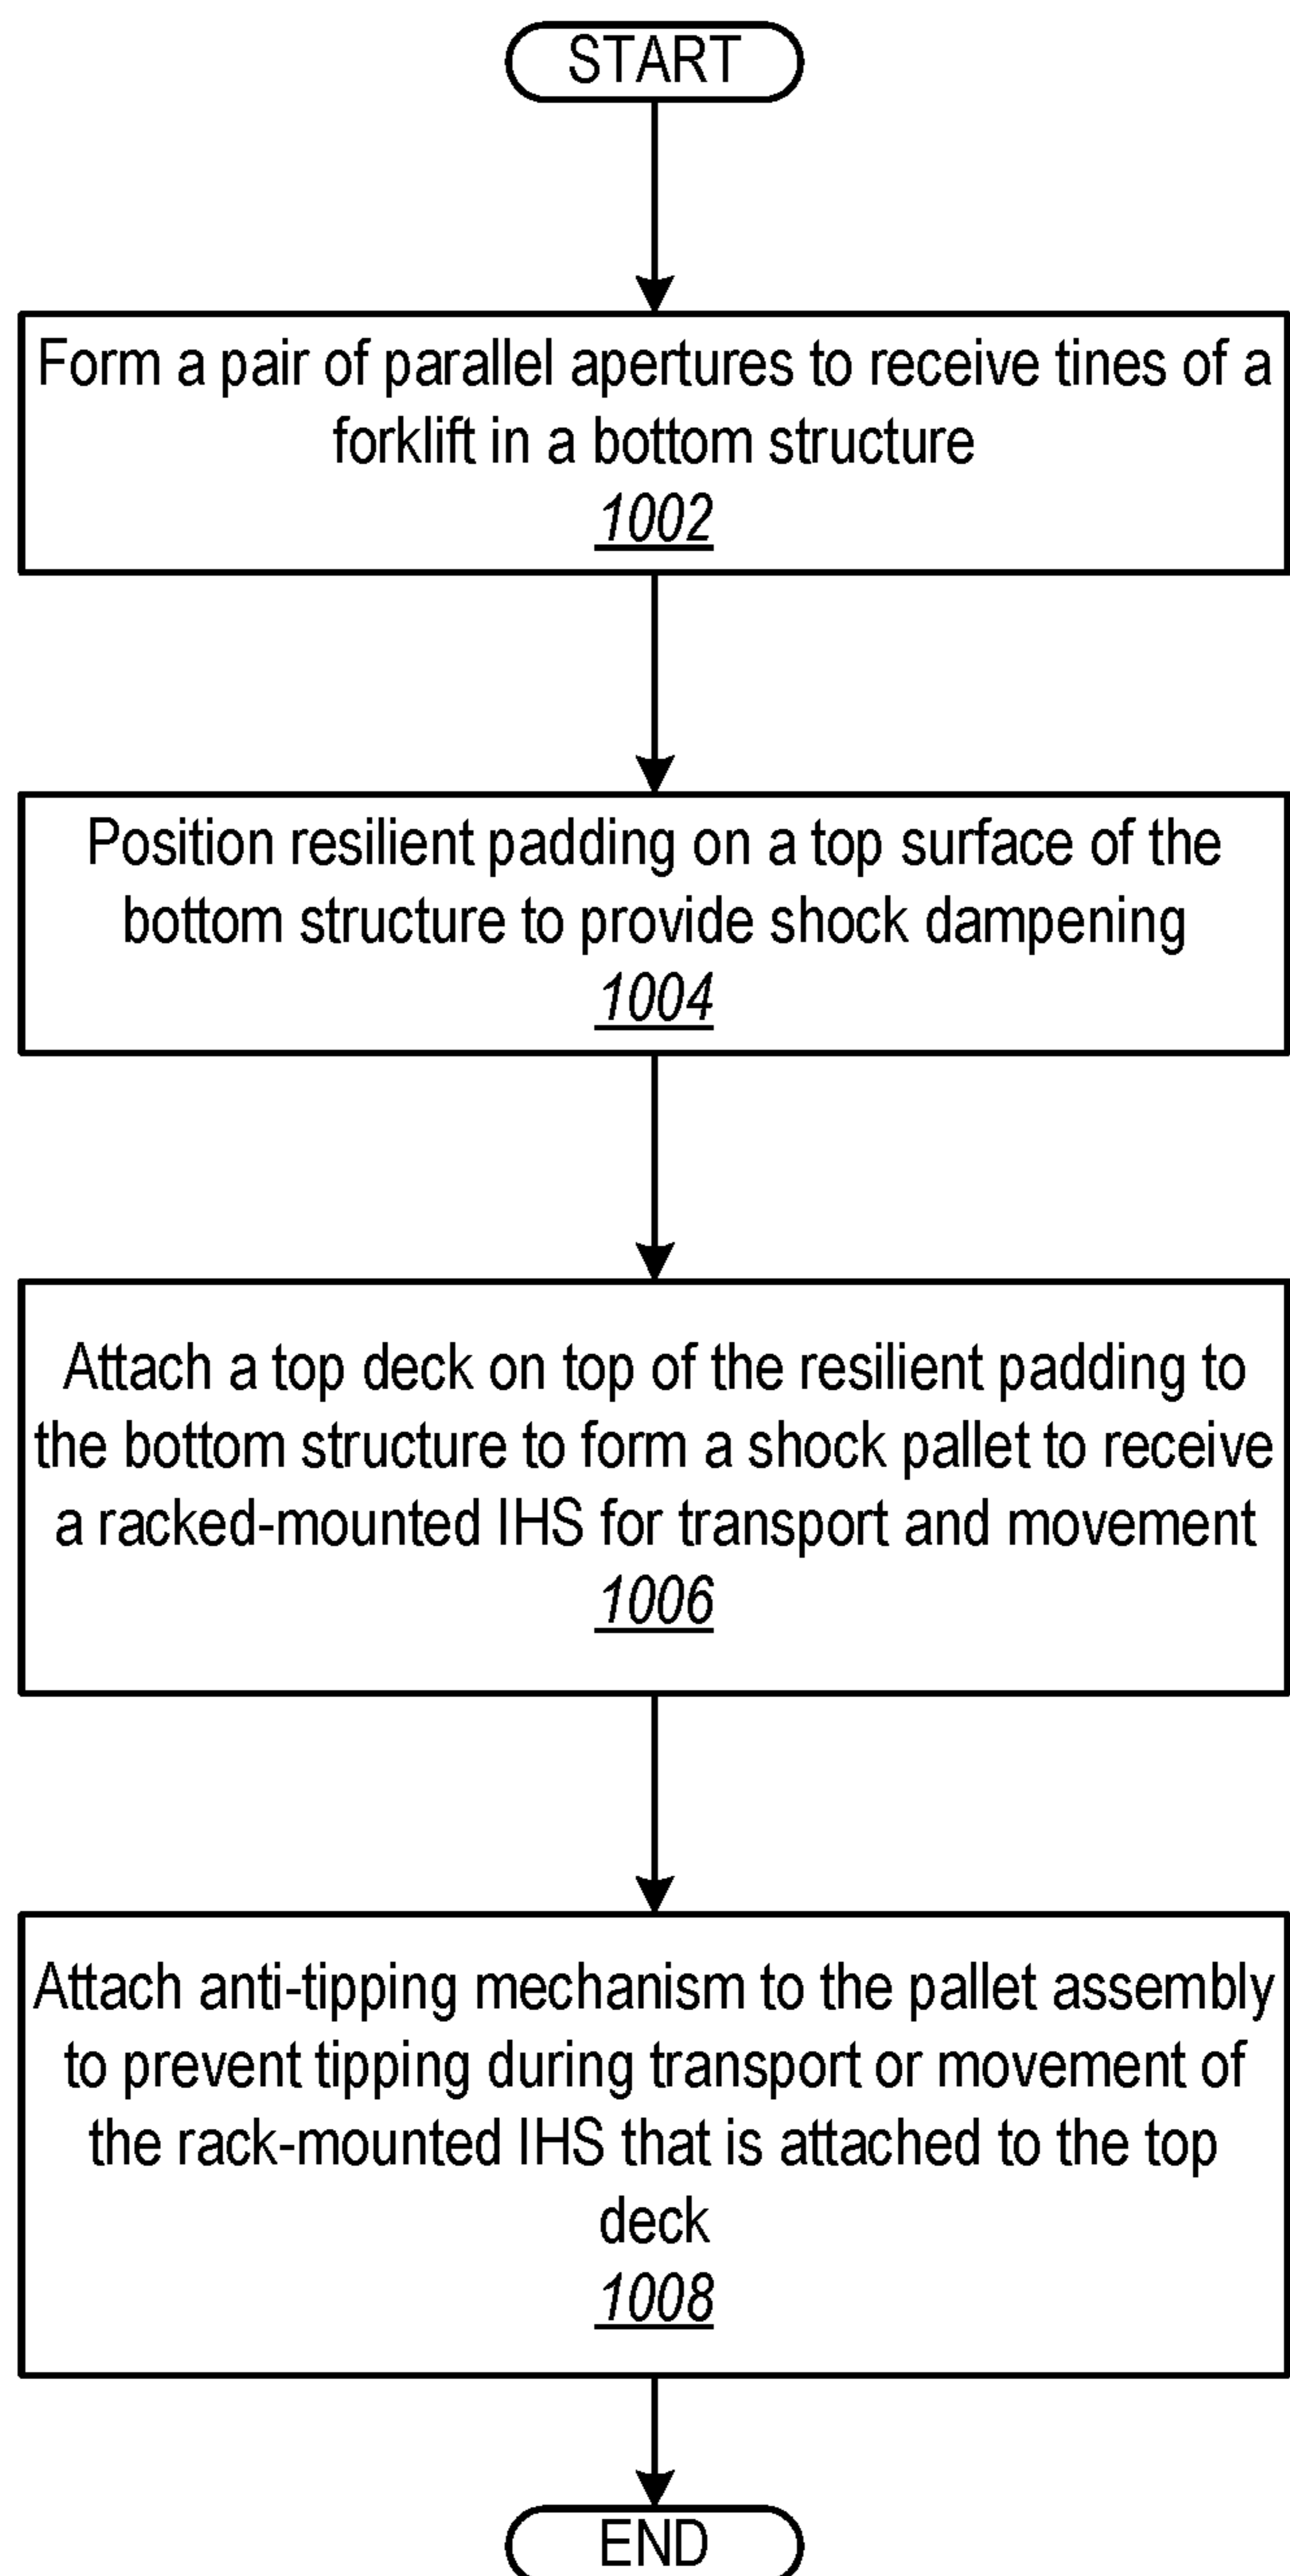 START
Form a pair of parallel apertures to receive tines of a
forklift in a bottom structure
1002
Position resilient padding on a top surface of the
bottom structure to provide shock dampening
1004
Attach a top deck on top of the resilient padding to
the bottom structure to form a shock pallet to receive
a racked-mounted IHS for transport and movement
1006
Attach anti-tipping mechanism to the pallet assembly
to prevent tipping during transport or movement of
the rack-mounted IHS that is attached to the top
deck
1008
END